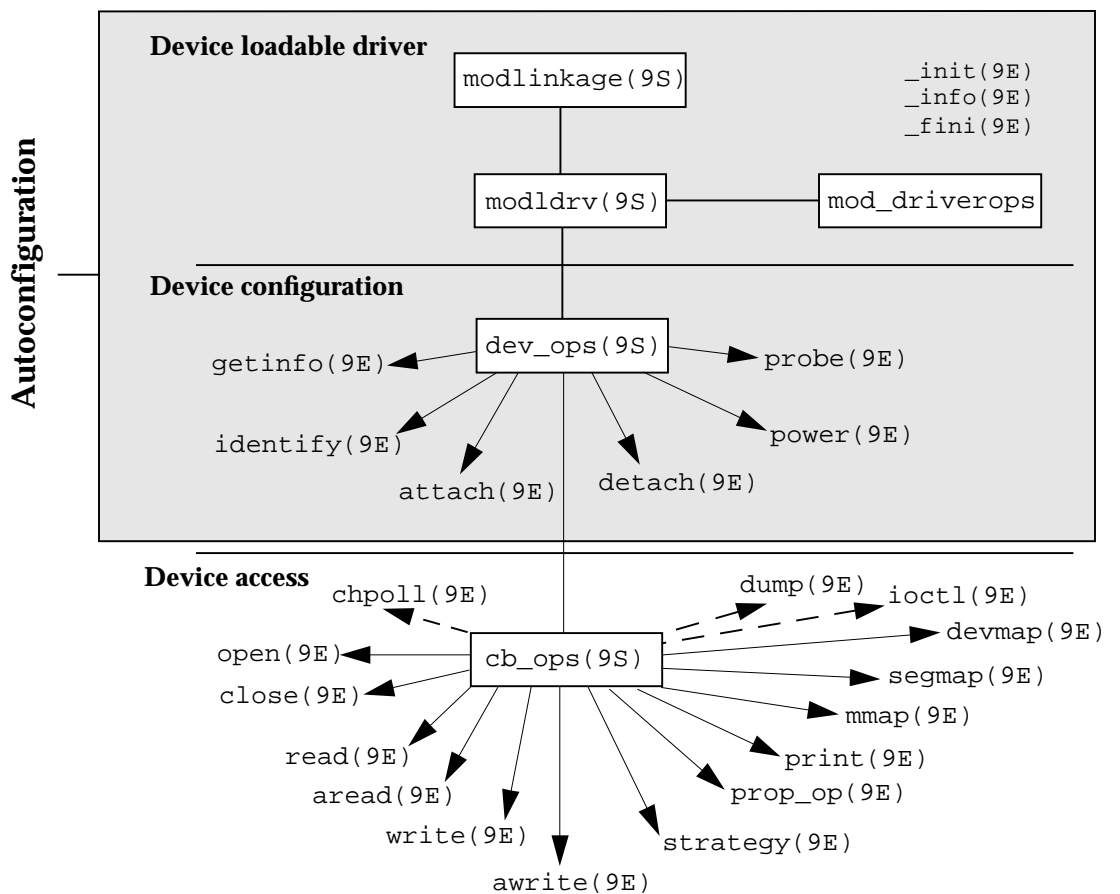 Autoconfiguration
Device loadable driver
modlinkage(9S)
_init(9E)
_info(9E)
_fini(9E)
modldrv(9S)
mod_driverops
Device configuration
dev_ops(9S)
getinfo(9E)
probe(9E)
identify(9E)
power(9E)
attach(9E)
detach(9E)
Device access
chpoll(9E)
dump(9E)
ioctl(9E)
devmap(9E)
open(9E)
cb_ops(9S)
close(9E)
segmap(9E)
mmap(9E)
read(9E)
print(9E)
aread(9E)
prop_op(9E)
write(9E)
strategy(9E)
awrite(9E)